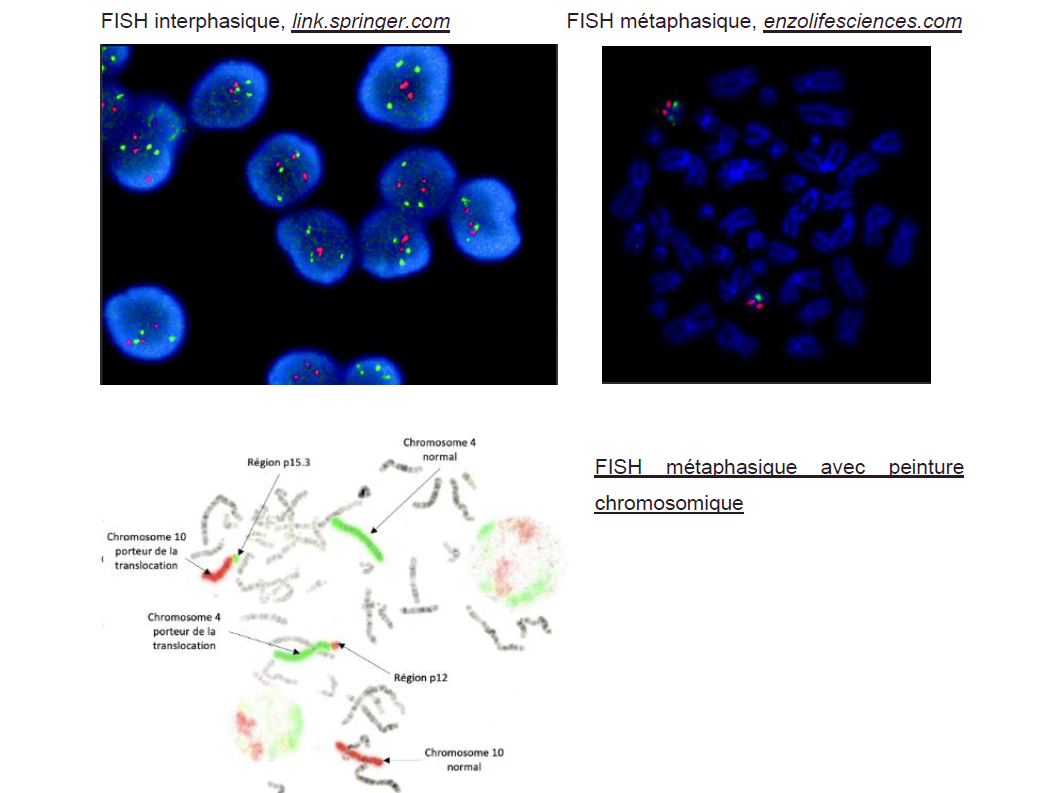 FISH interphasique, link.springer.com
FISH métaphasique, enzolifesciences.com
Chromosome 4
normal
Région p15.3
FISH métaphasique avec peinture
chromosomique
Chromosome 10
porteur de la
translocation
Chromosome 4
porteur de la
translocation
Région p12
Chromosome 10
normal